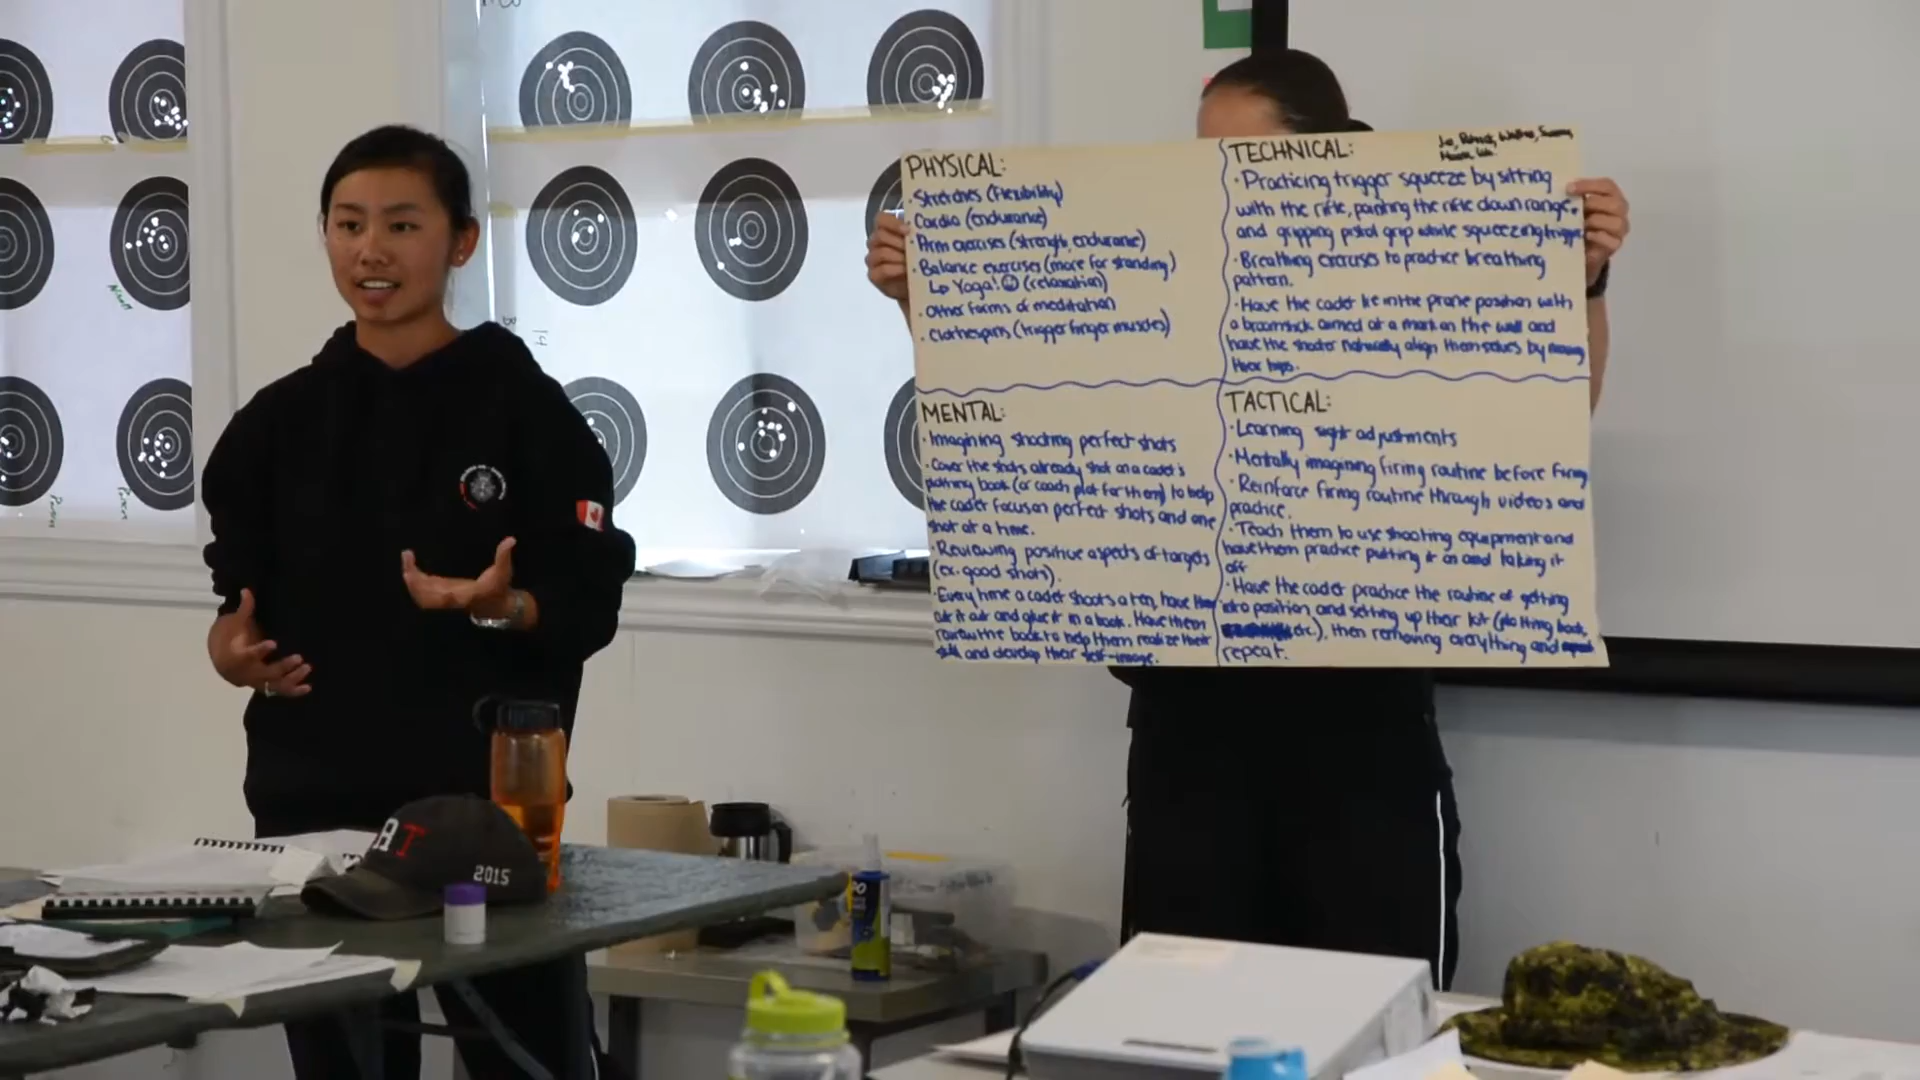 PHYSICAL:
· Stretches (flexibility)
· Cardio (endurance)
· Arm exercises (strength, endurance)
· Balance exercises (more for standing)
Yoga! (relaxation)
· Other forms of meditation
· Clothespins (trigger finger muscles)
TECHNICAL:
· Practicing trigger squeeze by sitting
with the rifle, pointing the rifle down range,
and gripping pistol grip while squeezing trigger
· Breathing exercises to practice breathing
pattern.
· Have the cadet lie in the prone position with
a broomstick aimed at a mark on the wall and
have the shooter naturally align themselves by moving
their hips.
MENTAL:
· Imagining shooting perfect shots
· Cover the shots already shot on a cadet's
plotting book (or coach plot for them) to help
the cadet focus on perfect shots and one
shot at a time.
· Reviewing positive aspects of targets
(ex. good shots).
· Every time a cadet shoots a ten, have them
cut it out and glue it in a book. Have them
review the book to help them realize their
skill and develop their self-image.
TACTICAL:
· Learning sight adjustments
· Mentally imagining firing routine before firing
· Reinforce firing routine through videos and
practice.
· Teach them to use shooting equipment and
have them practice putting it on and taking it
off
· Have the cadet practice the routine of getting
into position and setting up their kit (plotting book,
etc.), then removing everything and
repeat.
2015